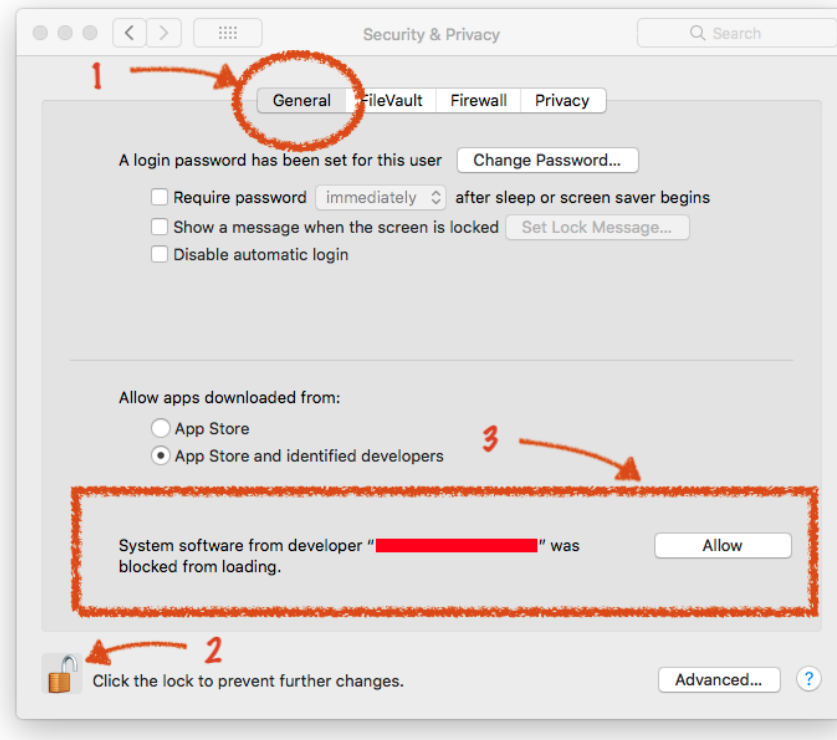 Security & Privacy
Search
1
General FileVault Firewall Privacy
A login password has been set for this user Change Password...
Require password immediately after sleep or screen saver begins
Show a message when the screen is locked Set Lock Message...
Disable automatic login
Allow apps downloaded from:
App Store
App Store and identified developers
3
System software from developer “ ” was
blocked from loading.
Allow
2
Click the lock to prevent further changes.
Advanced...
?